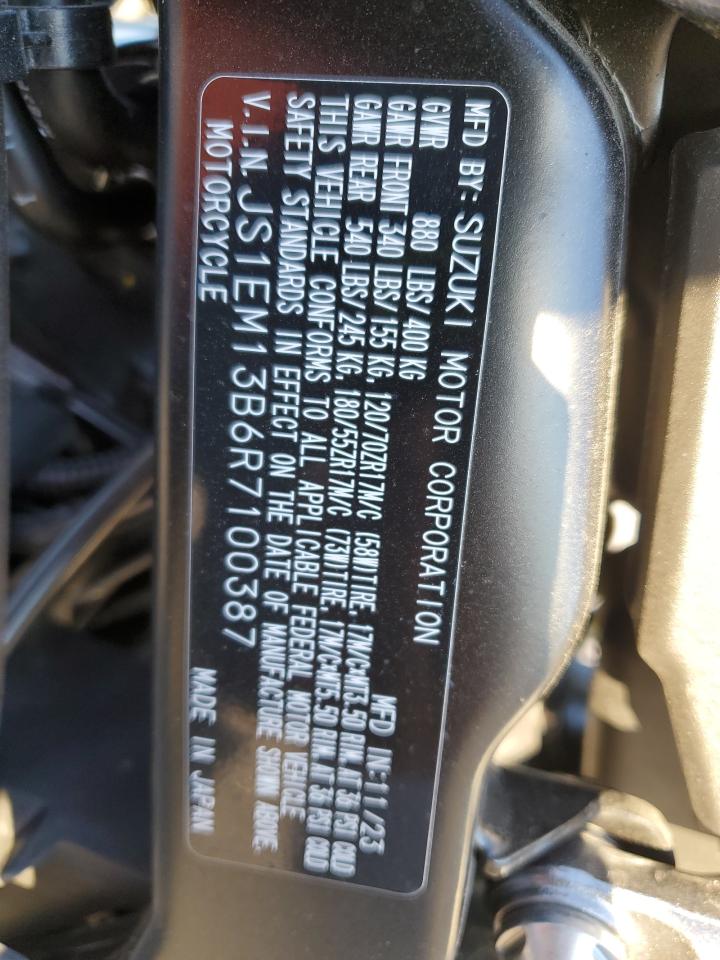 MFD BY: SUZUKI MOTOR CORPORATION
GVWR 880 LBS/400 KG MFD IN:11/23
GAWR FRONT 340 LBS/155 KG. 120/70ZR17M/C (58W)TIRE. 17M/C×MT3.50 RIM. AT 36 PSI COLD
GAWR REAR 540 LBS/245 KG. 180/55ZR17M/C (73W)TIRE. 17M/C×MT5.50 RIM. AT 36 PSI COLD
THIS VEHICLE CONFORMS TO ALL APPLICABLE FEDERAL MOTOR VEHICLE
SAFETY STANDARDS IN EFFECT ON THE DATE OF MANUFACTURE SHOWN ABOVE.
V.I.N. JS1EM13B6R7100387
MOTORCYCLE MADE IN JAPAN